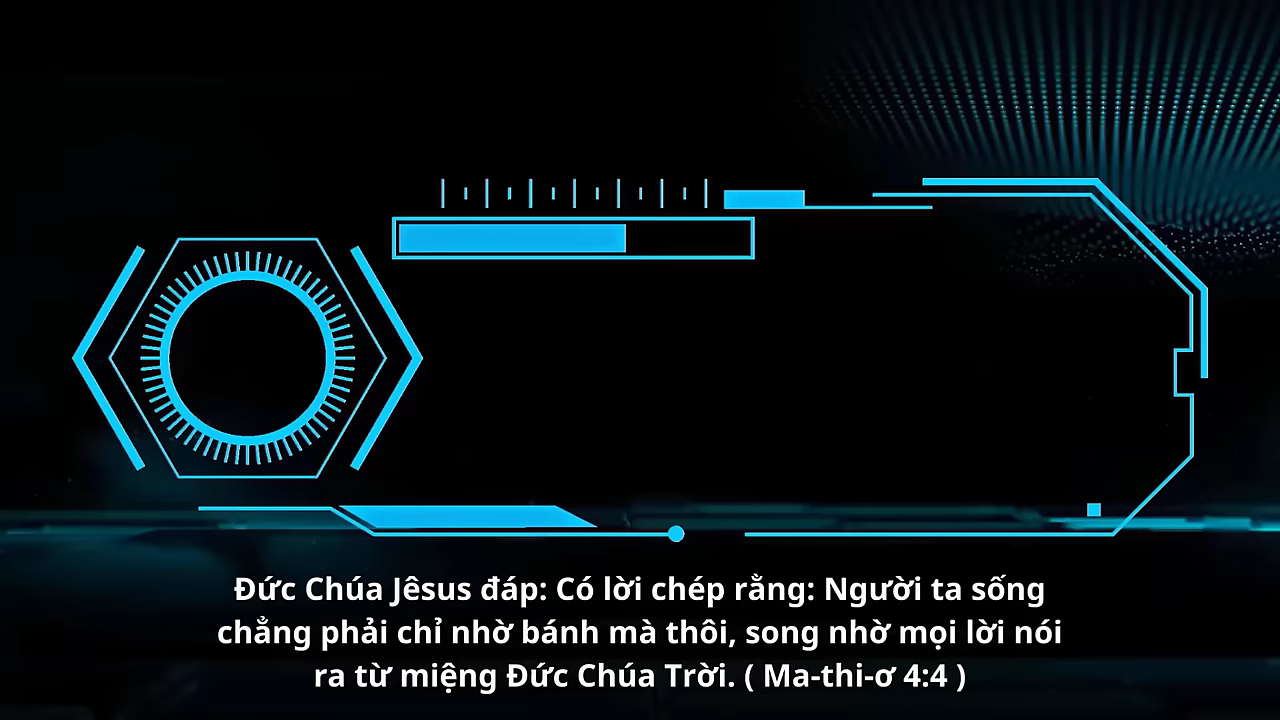 Đức Chúa Jêsus đáp: Có lời chép rằng: Người ta sống
chẳng phải chỉ nhờ bánh mà thôi, song nhờ mọi lời nói
ra từ miệng Đức Chúa Trời. ( Ma-thi-ơ 4:4 )